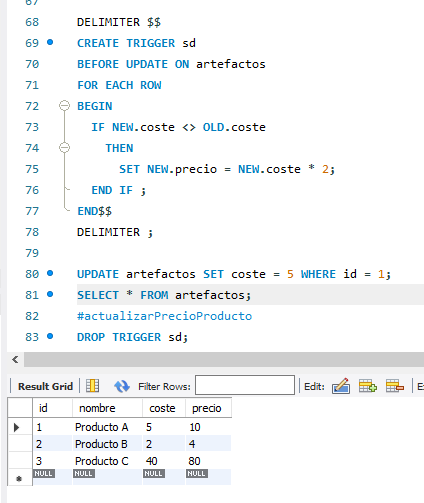 67
68 DELIMITER $$
69 CREATE TRIGGER sd
70 BEFORE UPDATE ON artefactos
71 FOR EACH ROW
72 BEGIN
73 IF NEW.coste <> OLD.coste
74 THEN
75 SET NEW.precio = NEW.coste * 2;
76 END IF ;
77 END$$
78 DELIMITER ;
79
80 UPDATE artefactos SET coste = 5 WHERE id = 1;
81 SELECT * FROM artefactos;
82 #actualizarPrecioProducto
83 DROP TRIGGER sd;
Result Grid Filter Rows: Edit:
id nombre coste precio
1 Producto A 5 10
2 Producto B 2 4
3 Producto C 40 80
NULL NULL NULL NULL